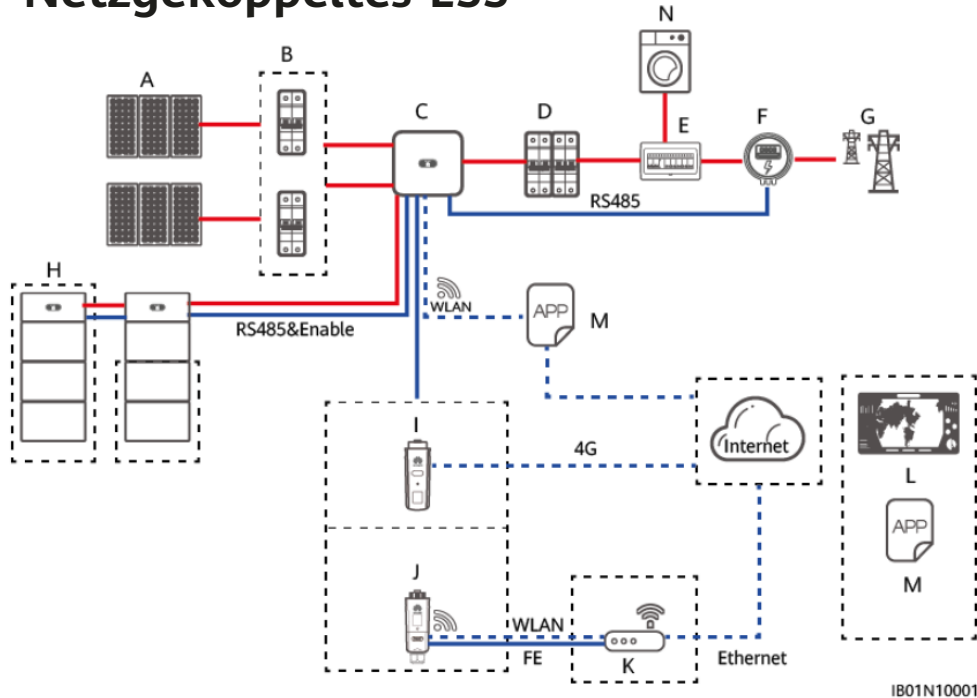 Netzgekoppeltes ESS
N
A
B
C
D
E
F
G
RS485
H
WLAN
APP
M
RS485&Enable
I
4G
Internet
L
APP
M
J
WLAN
FE
K
Ethernet
IB01N10001